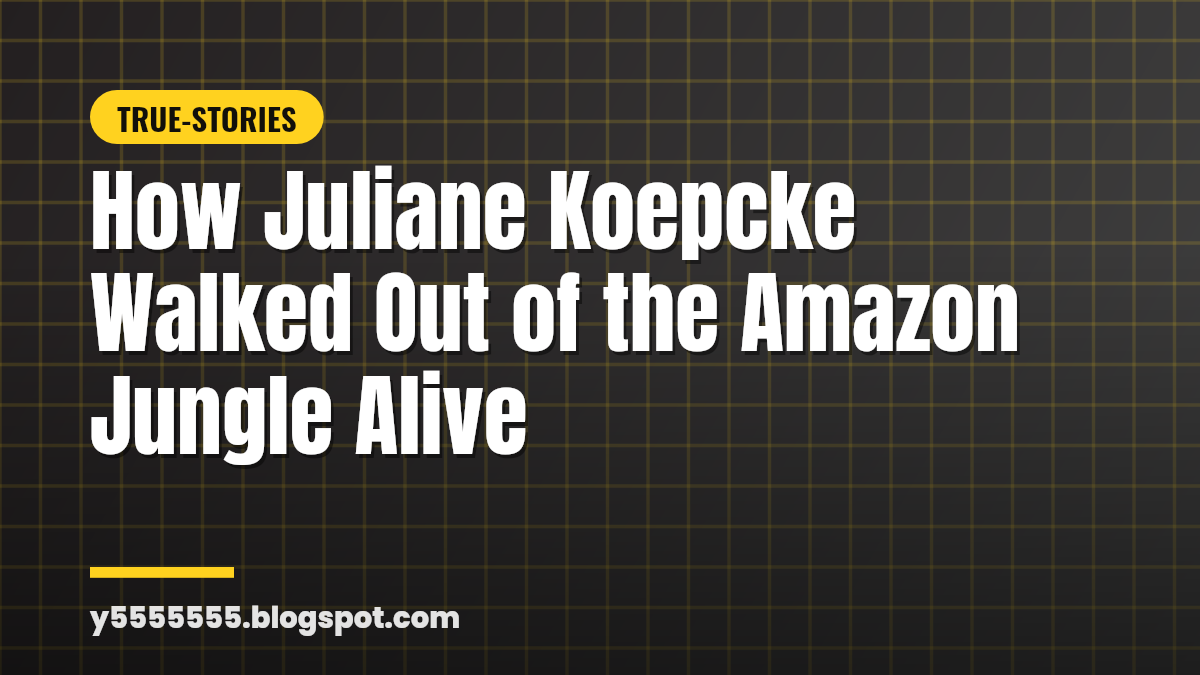 TRUE-STORIES
How Juliane Koepcke
Walked Out of the Amazon
Jungle Alive
y5555555.blogspot.com